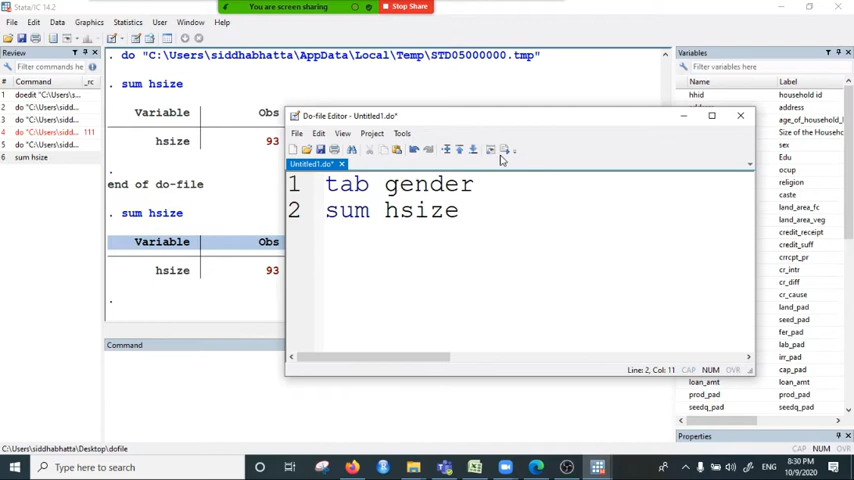 Stata/IC 14.2
You are screen sharing
Stop Share
File Edit Data Graphics Statistics User Window Help
Review
Filter commands he
# Command _rc
1 doedit "C:\Users\s...
2 do "C:\Users\sidd...
3 do "C:\Users\sidd...
4 do "C:\Users\sidd... 111
5 do "C:\Users\sidd...
6 sum hsize
. do "C:\Users\siddhabhatta\AppData\Local\Temp\STD05000000.tmp"
. sum hsize
Variable Obs
hsize 93
.
end of do-file
. sum hsize
Variable Obs
hsize 93
.
Command
Do-file Editor - Untitled1.do*
File Edit View Project Tools
Untitled1.do*
1 tab gender
2 sum hsize
Line: 2, Col: 11 CAP NUM OVR
Variables
Filter variables here
Name Label
hhid household id
address address
age_of_household
Size of the Househol
sex
Edu
ocup
religion
caste
land_area_fc
land_area_veg
credit_receipt
credit_suff
crrcpt_pr
cr_intr
cr_diff
cr_cause
land_pad
seed_pad
fer_pad
lab_pad
irr_pad
cap_pad
loan_amt loan_amt
prod_pad prod_pad
seedq_pad seedq_pad
Properties
C:\Users\siddhabhatta\Desktop\dofile
CAP NUM OVR
Type here to search
ENG
8:30 PM
10/9/2020